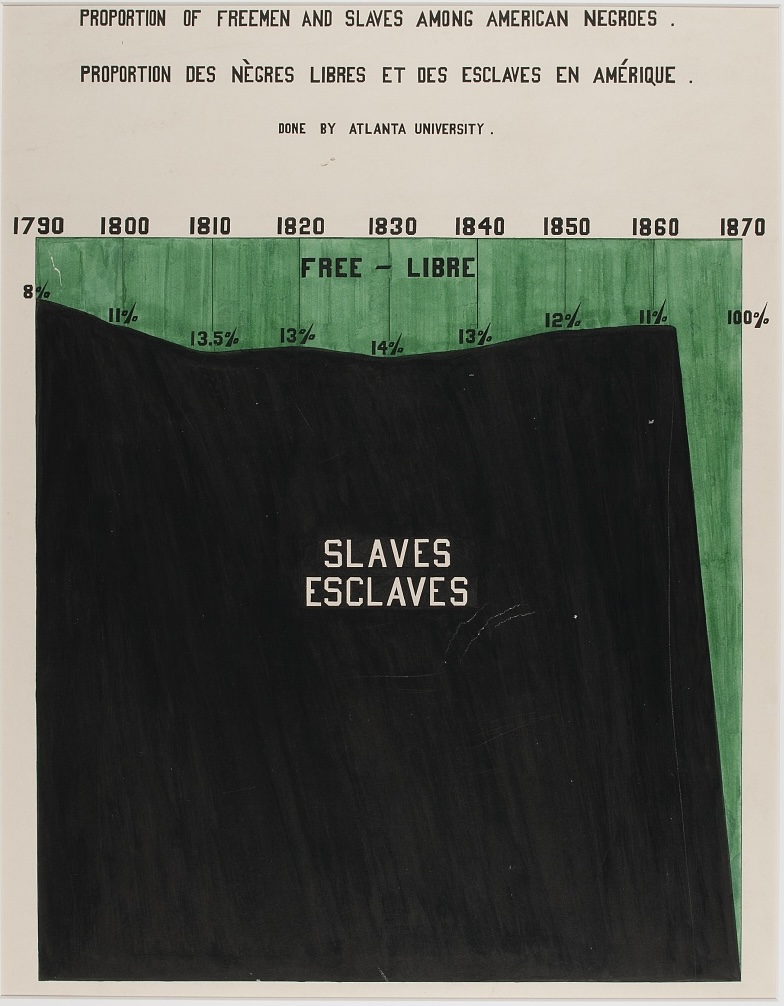 PROPORTION OF FREEMEN AND SLAVES AMONG AMERICAN NEGROES .
PROPORTION DES NÈGRES LIBRES ET DES ESCLAVES EN AMÉRIQUE .
DONE BY ATLANTA UNIVERSITY .
1790 1800 1810 1820 1830 1840 1850 1860 1870
FREE – LIBRE
8% 11% 13.5% 13% 14% 13% 12% 11% 100%
SLAVES
ESCLAVES